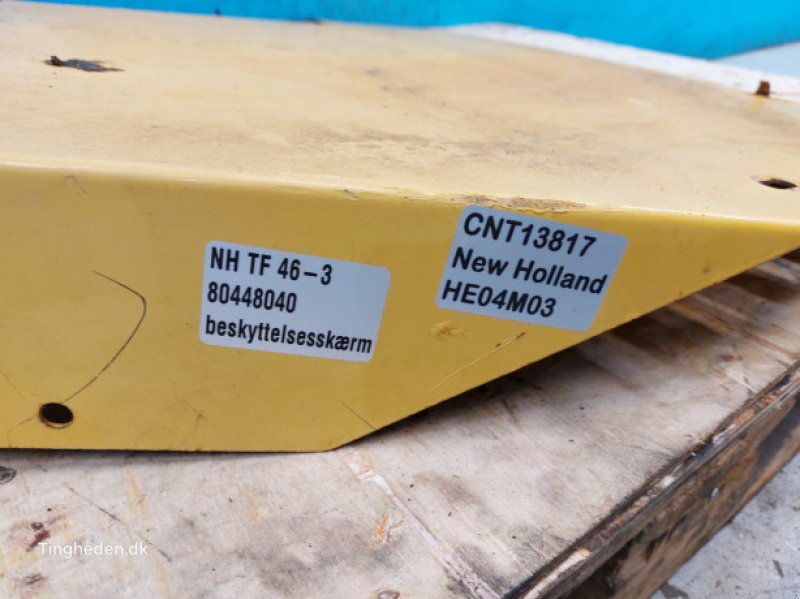 NH TF 46-3
80448040
beskyttelsesskærm
CNT13817
New Holland
HE04M03
Tingheden.dk